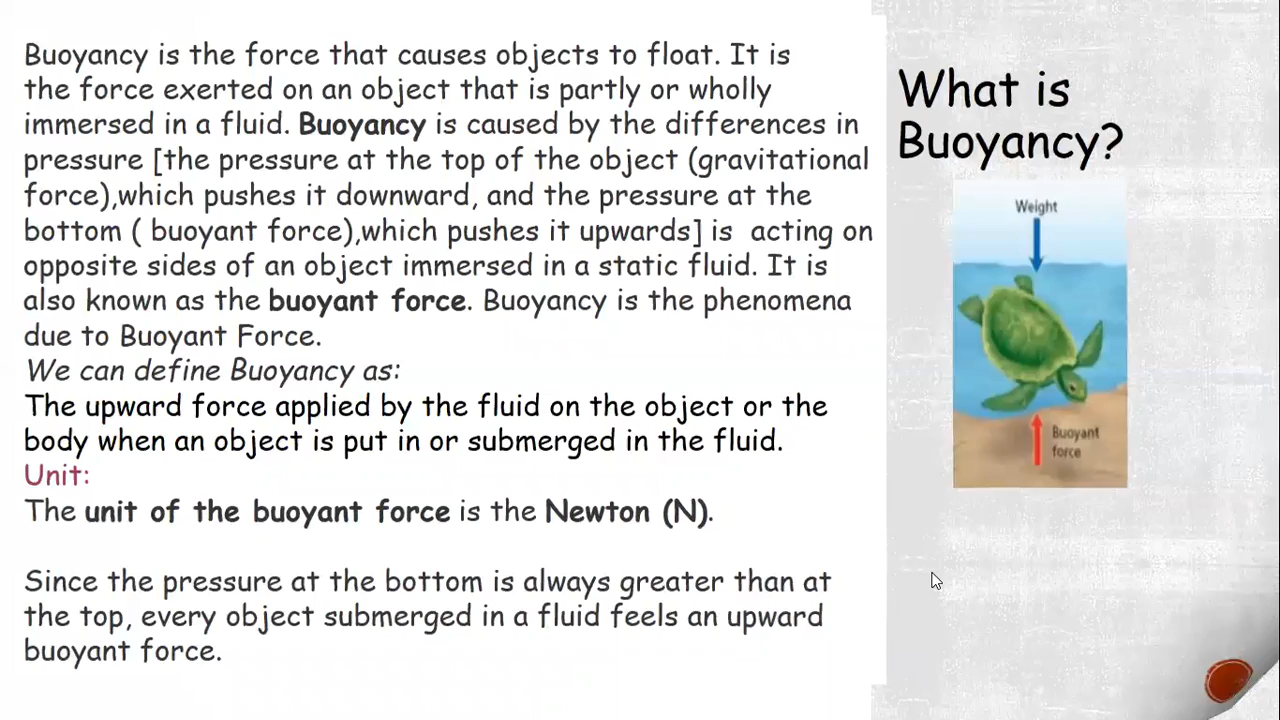 Buoyancy is the force that causes objects to float. It is
the force exerted on an object that is partly or wholly
immersed in a fluid. Buoyancy is caused by the differences in
pressure [the pressure at the top of the object (gravitational
force),which pushes it downward, and the pressure at the
bottom ( buoyant force),which pushes it upwards] is acting on
opposite sides of an object immersed in a static fluid. It is
also known as the buoyant force. Buoyancy is the phenomena
due to Buoyant Force.
We can define Buoyancy as:
The upward force applied by the fluid on the object or the
body when an object is put in or submerged in the fluid.
Unit:
The unit of the buoyant force is the Newton (N).
Since the pressure at the bottom is always greater than at
the top, every object submerged in a fluid feels an upward
buoyant force.
What is
Buoyancy?
Weight
Buoyant
force